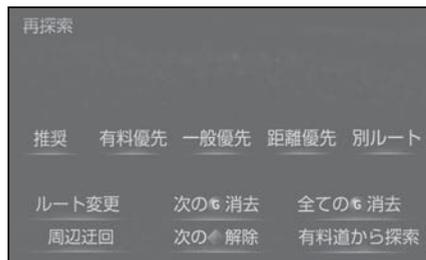 再探索
推奨 有料優先 一般優先 距離優先 別ルート
ルート変更 次のG消去 全てのG消去
周辺迂回 次の◆解除 有料道から探索